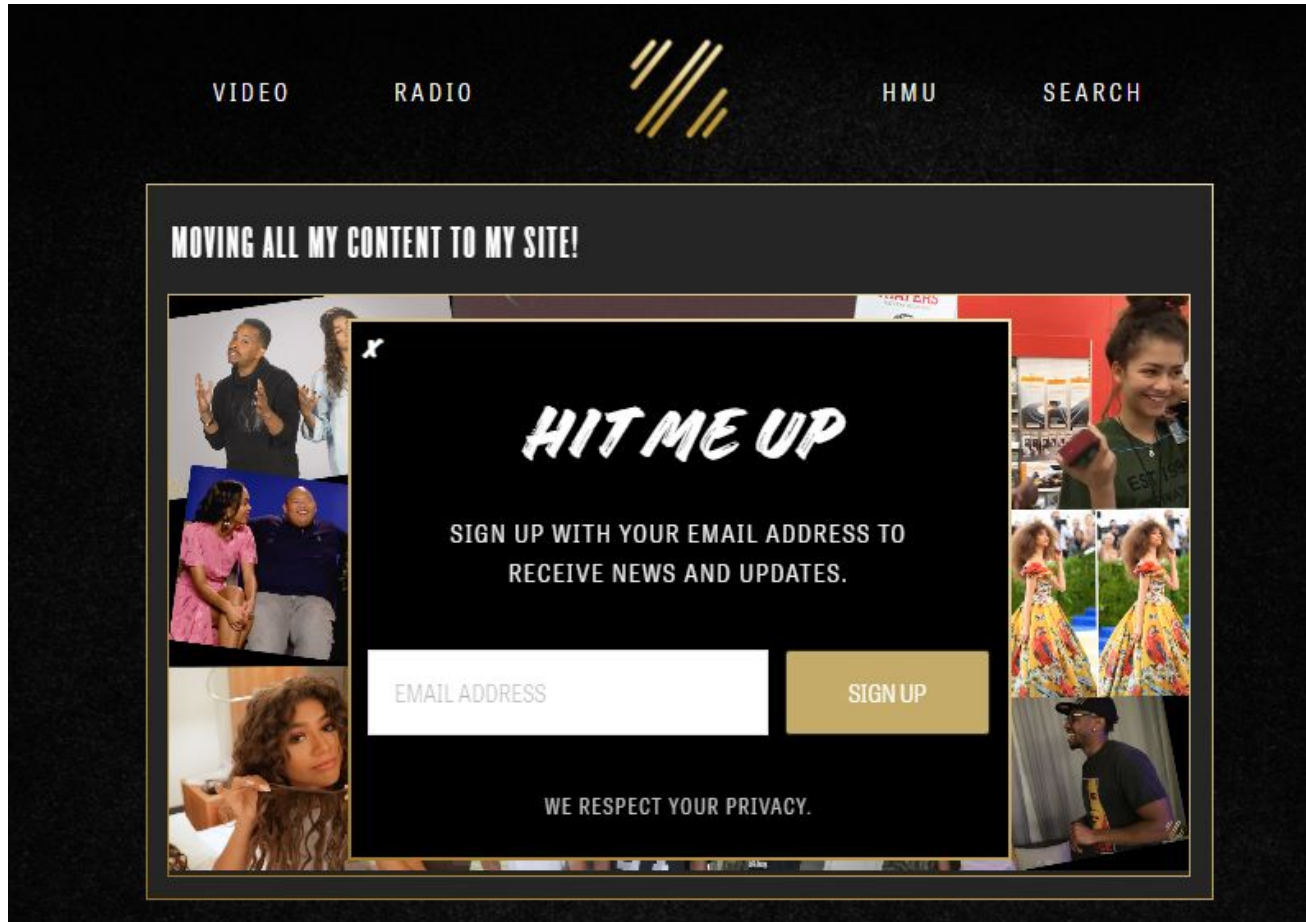 VIDEO
RADIO
HMU
SEARCH
MOVING ALL MY CONTENT TO MY SITE!
X
HIT ME UP
SIGN UP WITH YOUR EMAIL ADDRESS TO
RECEIVE NEWS AND UPDATES.
EMAIL ADDRESS
SIGN UP
WE RESPECT YOUR PRIVACY.